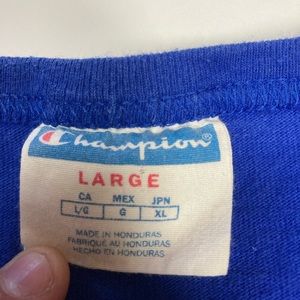 Champion®
LARGE
CA MEX JPN
L/G G XL
MADE IN HONDURAS
FABRIQUÉ AU HONDURAS
HECHO EN HONDURAS